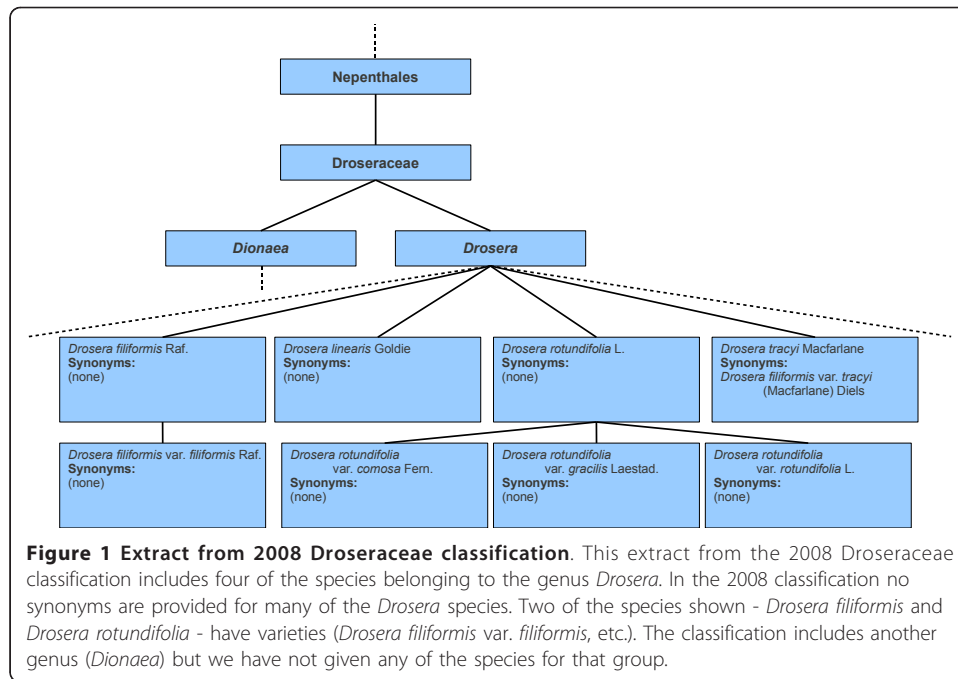 Nepenthales
Droseraceae
Dionaea
Drosera
Drosera filiformis Raf.
Synonyms:
(none)
Drosera linearis Goldie
Synonyms:
(none)
Drosera rotundifolia L.
Synonyms:
(none)
Drosera tracyi Macfarlane
Synonyms:
Drosera filiformis var. tracyi
(Macfarlane) Diels
Drosera filiformis var. filiformis Raf.
Synonyms:
(none)
Drosera rotundifolia
var. comosa Fern.
Synonyms:
(none)
Drosera rotundifolia
var. gracilis Laestad.
Synonyms:
(none)
Drosera rotundifolia
var. rotundifolia L.
Synonyms:
(none)
Figure 1 Extract from 2008 Droseraceae classification. This extract from the 2008 Droseraceae
classification includes four of the species belonging to the genus Drosera. In the 2008 classification no
synonyms are provided for many of the Drosera species. Two of the species shown - Drosera filiformis and
Drosera rotundifolia - have varieties (Drosera filiformis var. filiformis, etc.). The classification includes another
genus (Dionaea) but we have not given any of the species for that group.